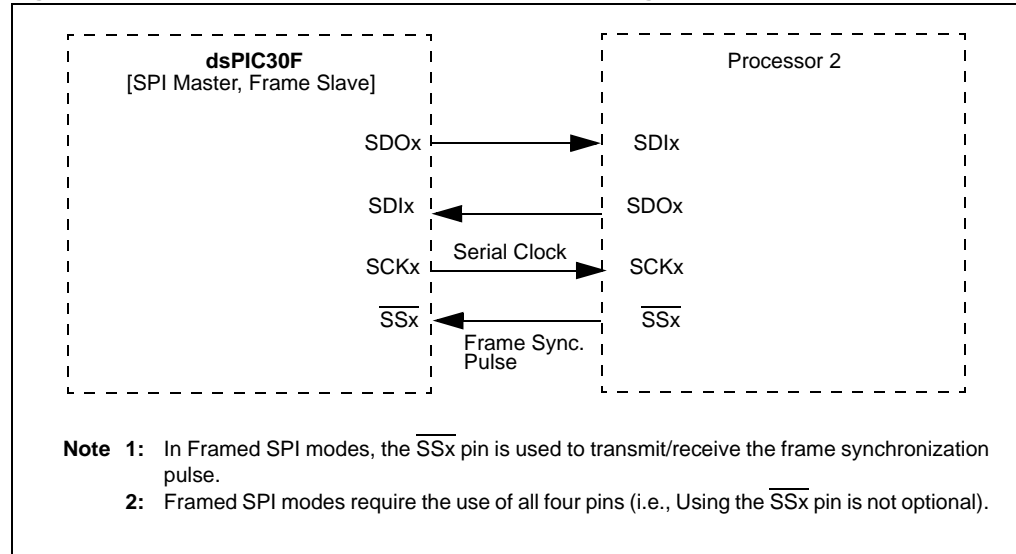 dsPIC30F
[SPI Master, Frame Slave]
Processor 2
SDOx
SDIx
SDIx
SDOx
Serial Clock
SCKx
SCKx
SSx
SSx
Frame Sync.
Pulse
Note 1: In Framed SPI modes, the SSx pin is used to transmit/receive the frame synchronization
pulse.
2: Framed SPI modes require the use of all four pins (i.e., Using the SSx pin is not optional).